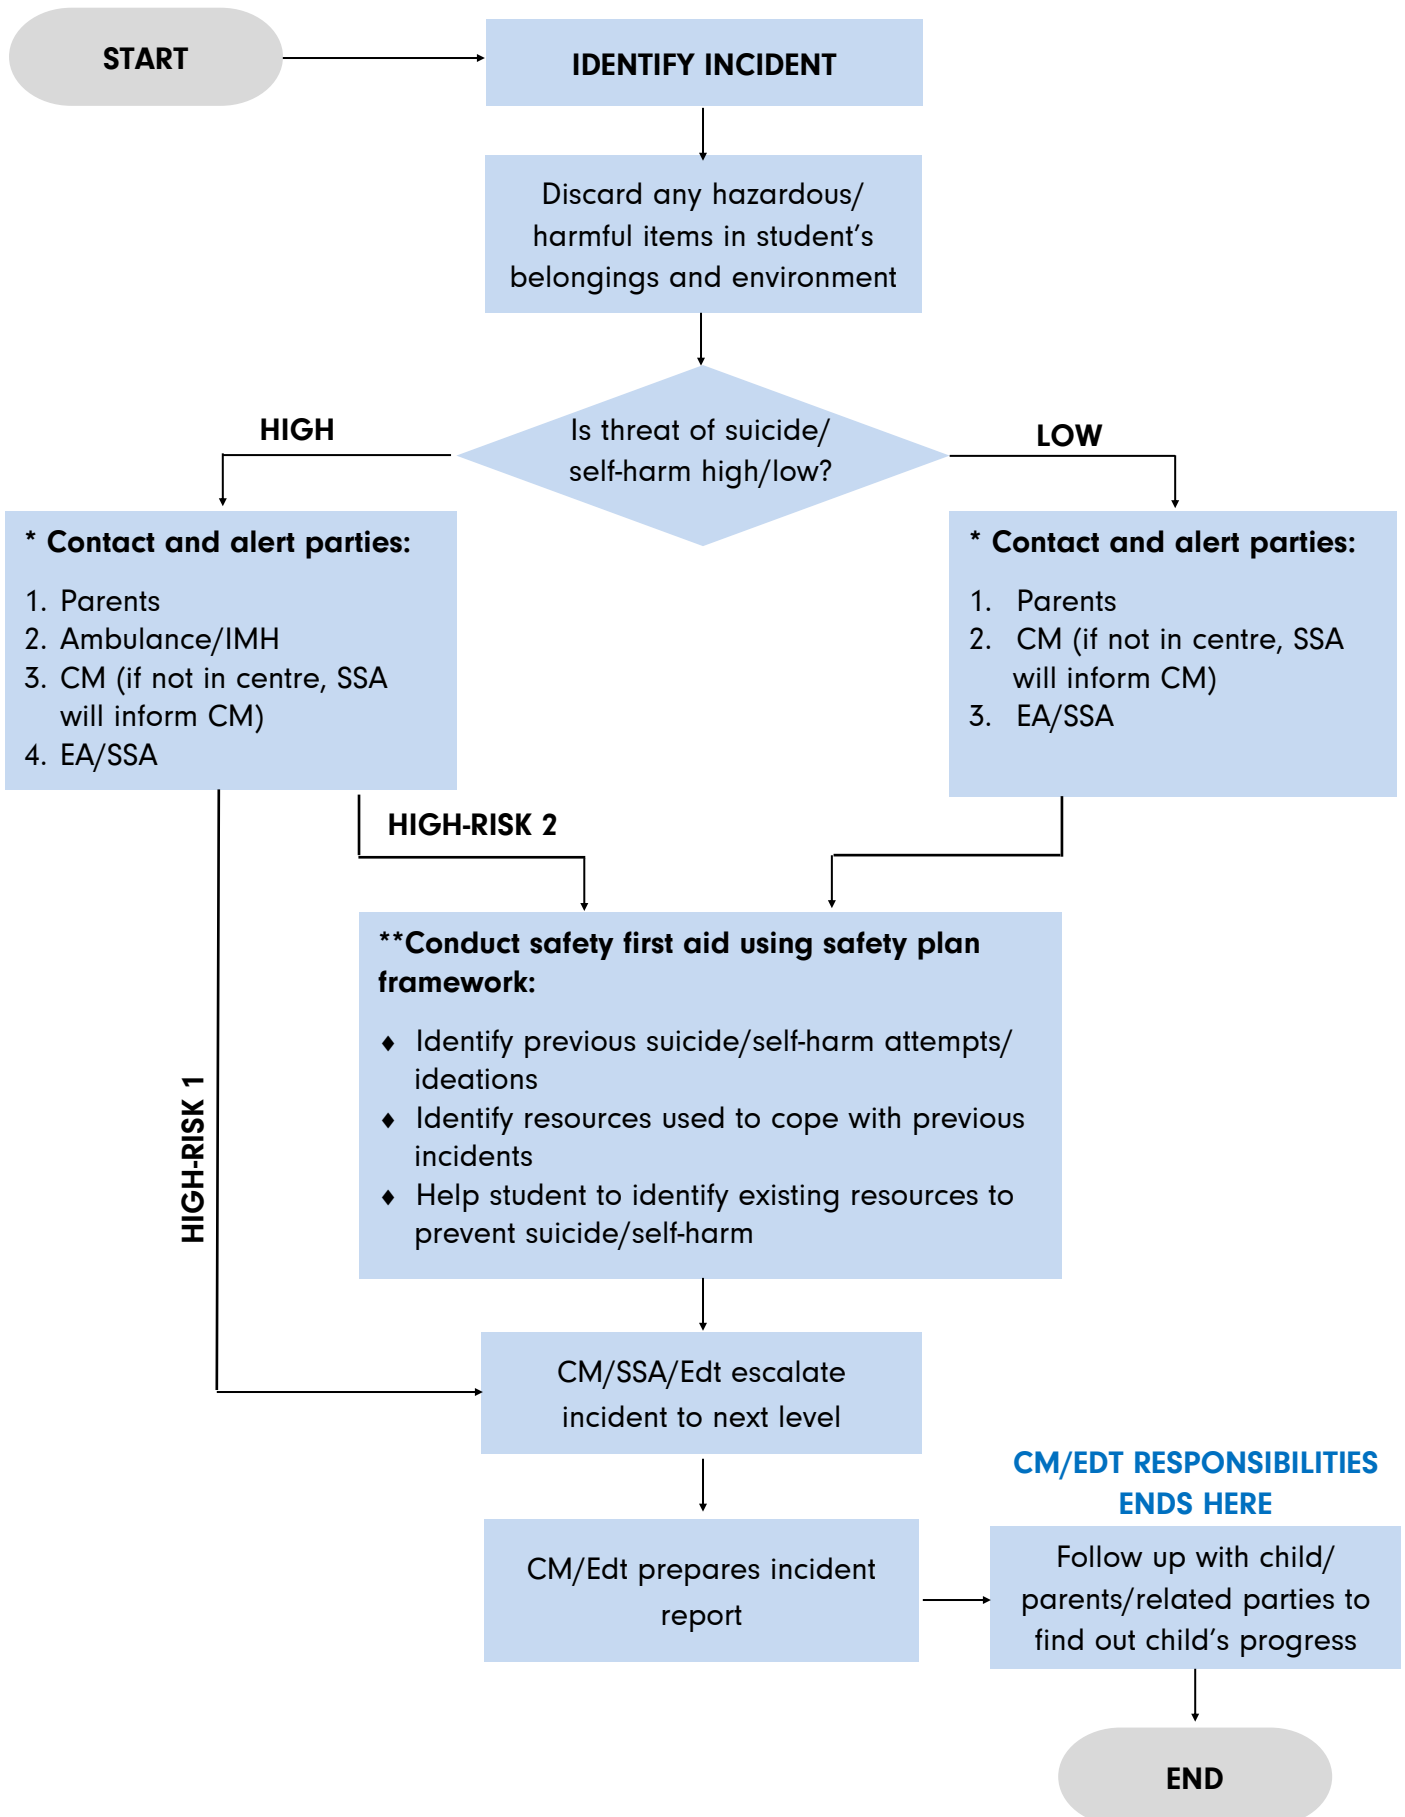 START
IDENTIFY INCIDENT
Discard any hazardous/
harmful items in student's
belongings and environment
Is threat of suicide/
self-harm high/low?
HIGH
LOW
* Contact and alert parties:
1. Parents
2. Ambulance/IMH
3. CM (if not in centre, SSA
will inform CM)
4. EA/SSA
* Contact and alert parties:
1. Parents
2. CM (if not in centre, SSA
will inform CM)
3. EA/SSA
HIGH-RISK 2
HIGH-RISK 1
**Conduct safety first aid using safety plan
framework:
♦ Identify previous suicide/self-harm attempts/
ideations
♦ Identify resources used to cope with previous
incidents
♦ Help student to identify existing resources to
prevent suicide/self-harm
CM/SSA/Edt escalate
incident to next level
CM/Edt prepares incident
report
CM/EDT RESPONSIBILITIES
ENDS HERE
Follow up with child/
parents/related parties to
find out child's progress
END